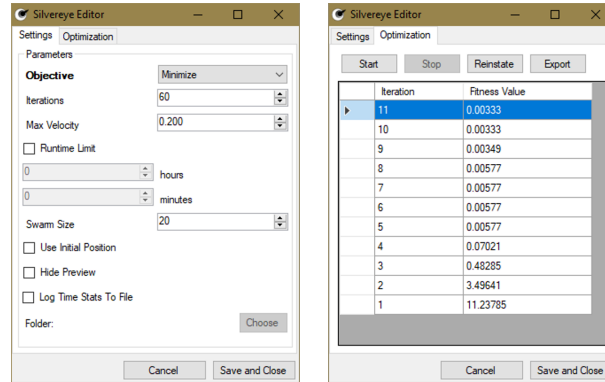 Silvereye Editor
Settings Optimization
Parameters
Objective Minimize
Iterations 60
Max Velocity 0.200
Runtime Limit
0 hours
0 minutes
Swarm Size 20
Use Initial Position
Hide Preview
Log Time Stats To File
Folder: Choose
Cancel Save and Close
Silvereye Editor
Settings Optimization
Start Stop Reinstate Export
Iteration Fitness Value
11 0.00333
10 0.00333
9 0.00349
8 0.00577
7 0.00577
6 0.00577
5 0.00577
4 0.07021
3 0.48285
2 3.49641
1 11.23785
Cancel Save and Close